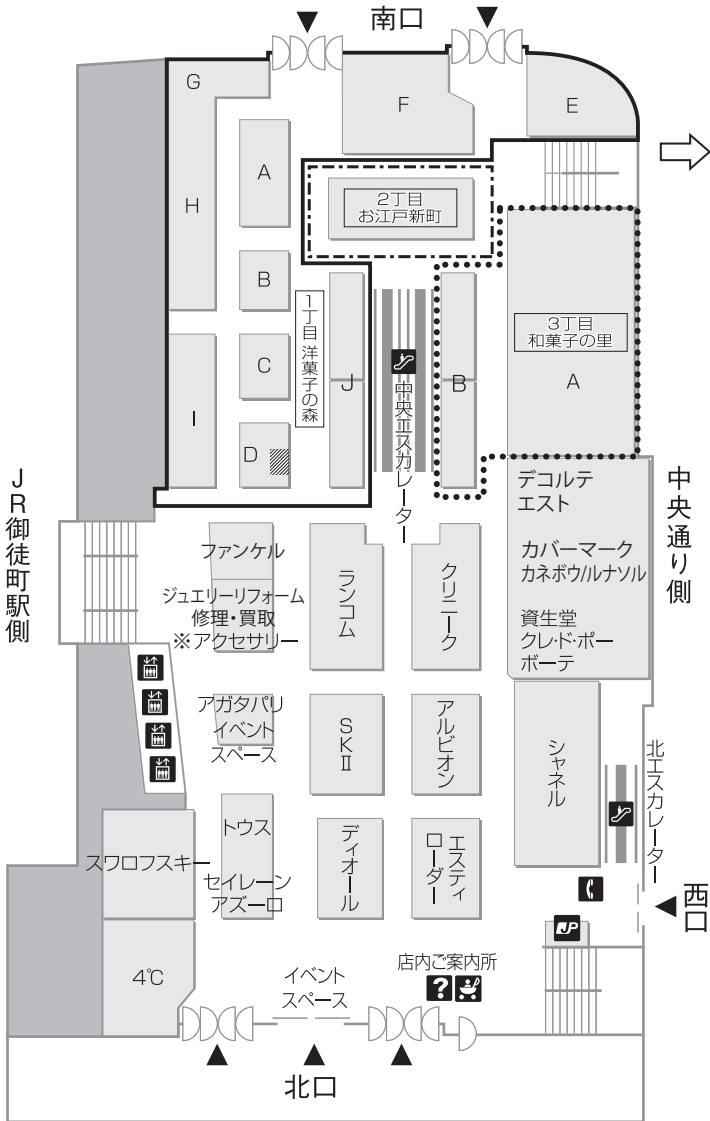 南口
G
F
E
A
2丁目
お江戸新町
H
B
1丁目 洋菓子の森
3丁目
和菓子の里
C
J
中央エスカレーター
B
A
I
D
デコルテ
エスト
カバーマーク
カネボウ/ルナソル
資生堂
クレ・ド・ポー
ボーテ
中央通り側
JR御徒町駅側
ファンケル
ジュエリーリフォーム
修理・買取
※アクセサリー
ランコム
クリニーク
アガタパリ
イベント
スペース
SKⅡ
アルビオン
シャネル
北エスカレーター
トウス
セイレーン
アズーロ
スワロフスキー
ディオール
エスティ
ローダー
西口
JP
4℃
イベント
スペース
店内ご案内所
?
北口